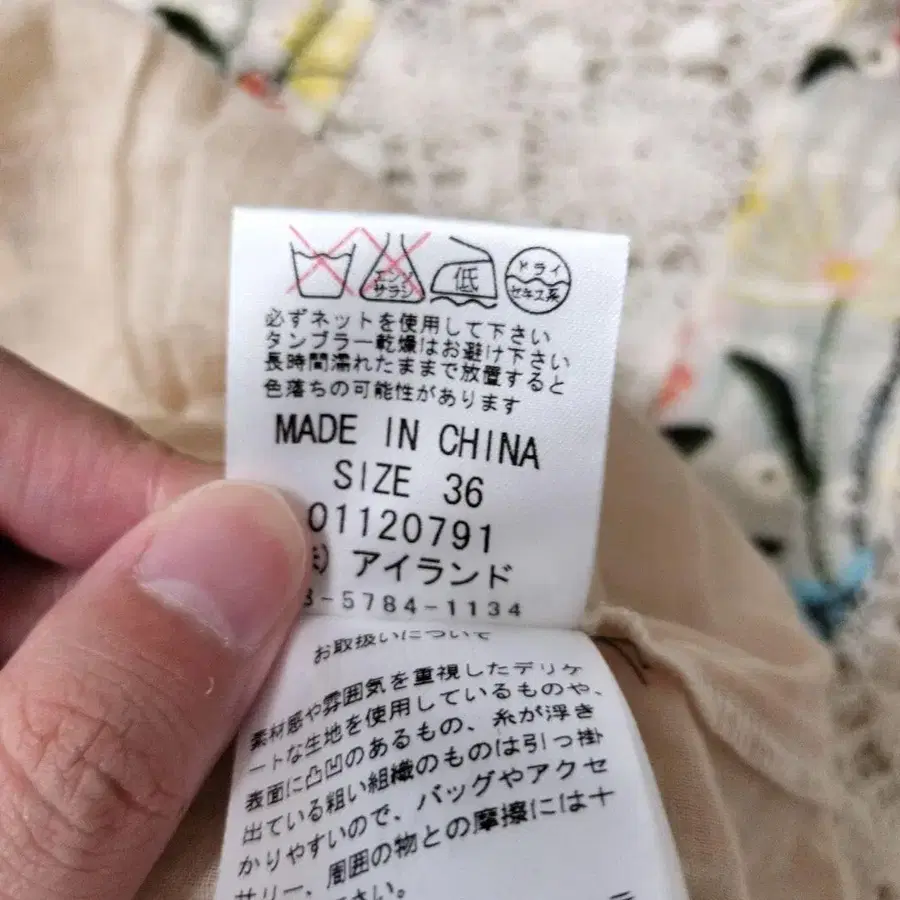 エンソ
サラシ
低
ドライ
セキユ系
必ずネットを使用して下さい
タンブラー乾燥はお避け下さい
長時間濡れたままで放置すると
色落ちの可能性があります
MADE IN CHINA
SIZE 36
01120791
) アイランド
3-5784-1134
お取扱いについて
素材感や雰囲気を重視したデリケ
ートな生地を使用しているものや、
表面に凸凹のあるもの、糸が浮き
出ている粗い組織のものは引っ掛
かりやすいので、バッグやアクセ
サリー、周囲の物との摩擦には十
さい。